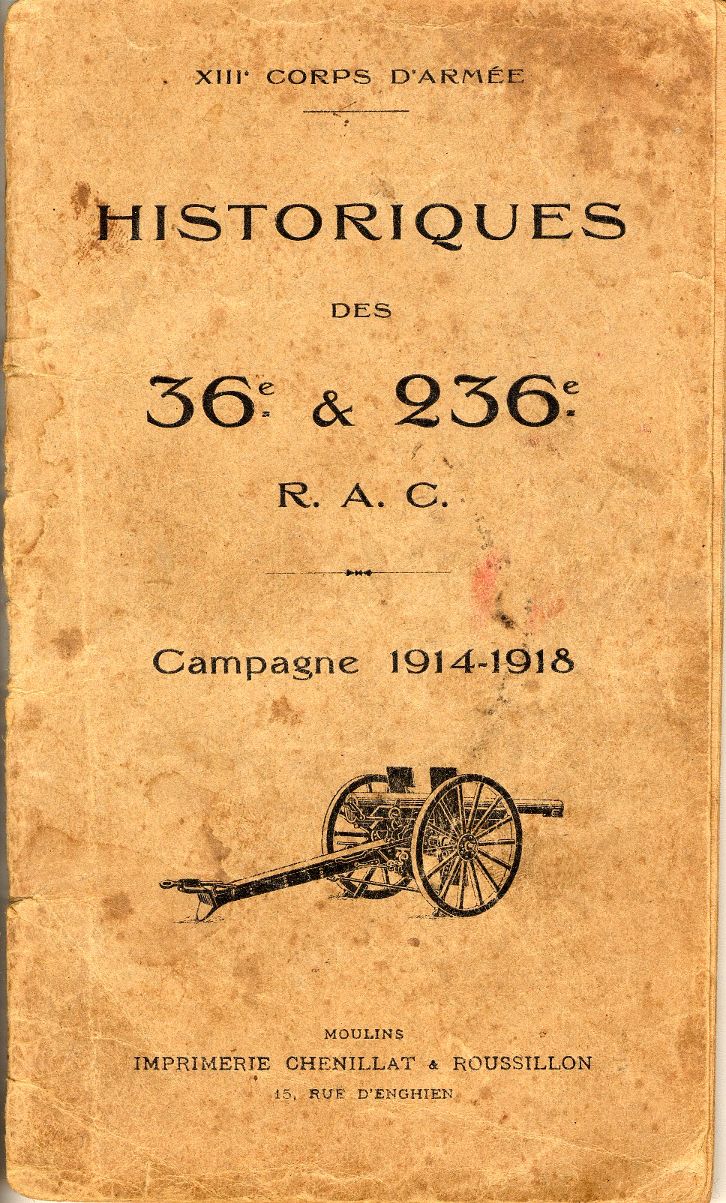 XIIIe CORPS D'ARMÉE
HISTORIQUES
DES
36e. & 236e.
R. A. C.
Campagne 1914-1918
MOULINS
IMPRIMERIE CHENILLAT & ROUSSILLON
15, RUE D'ENGHIEN